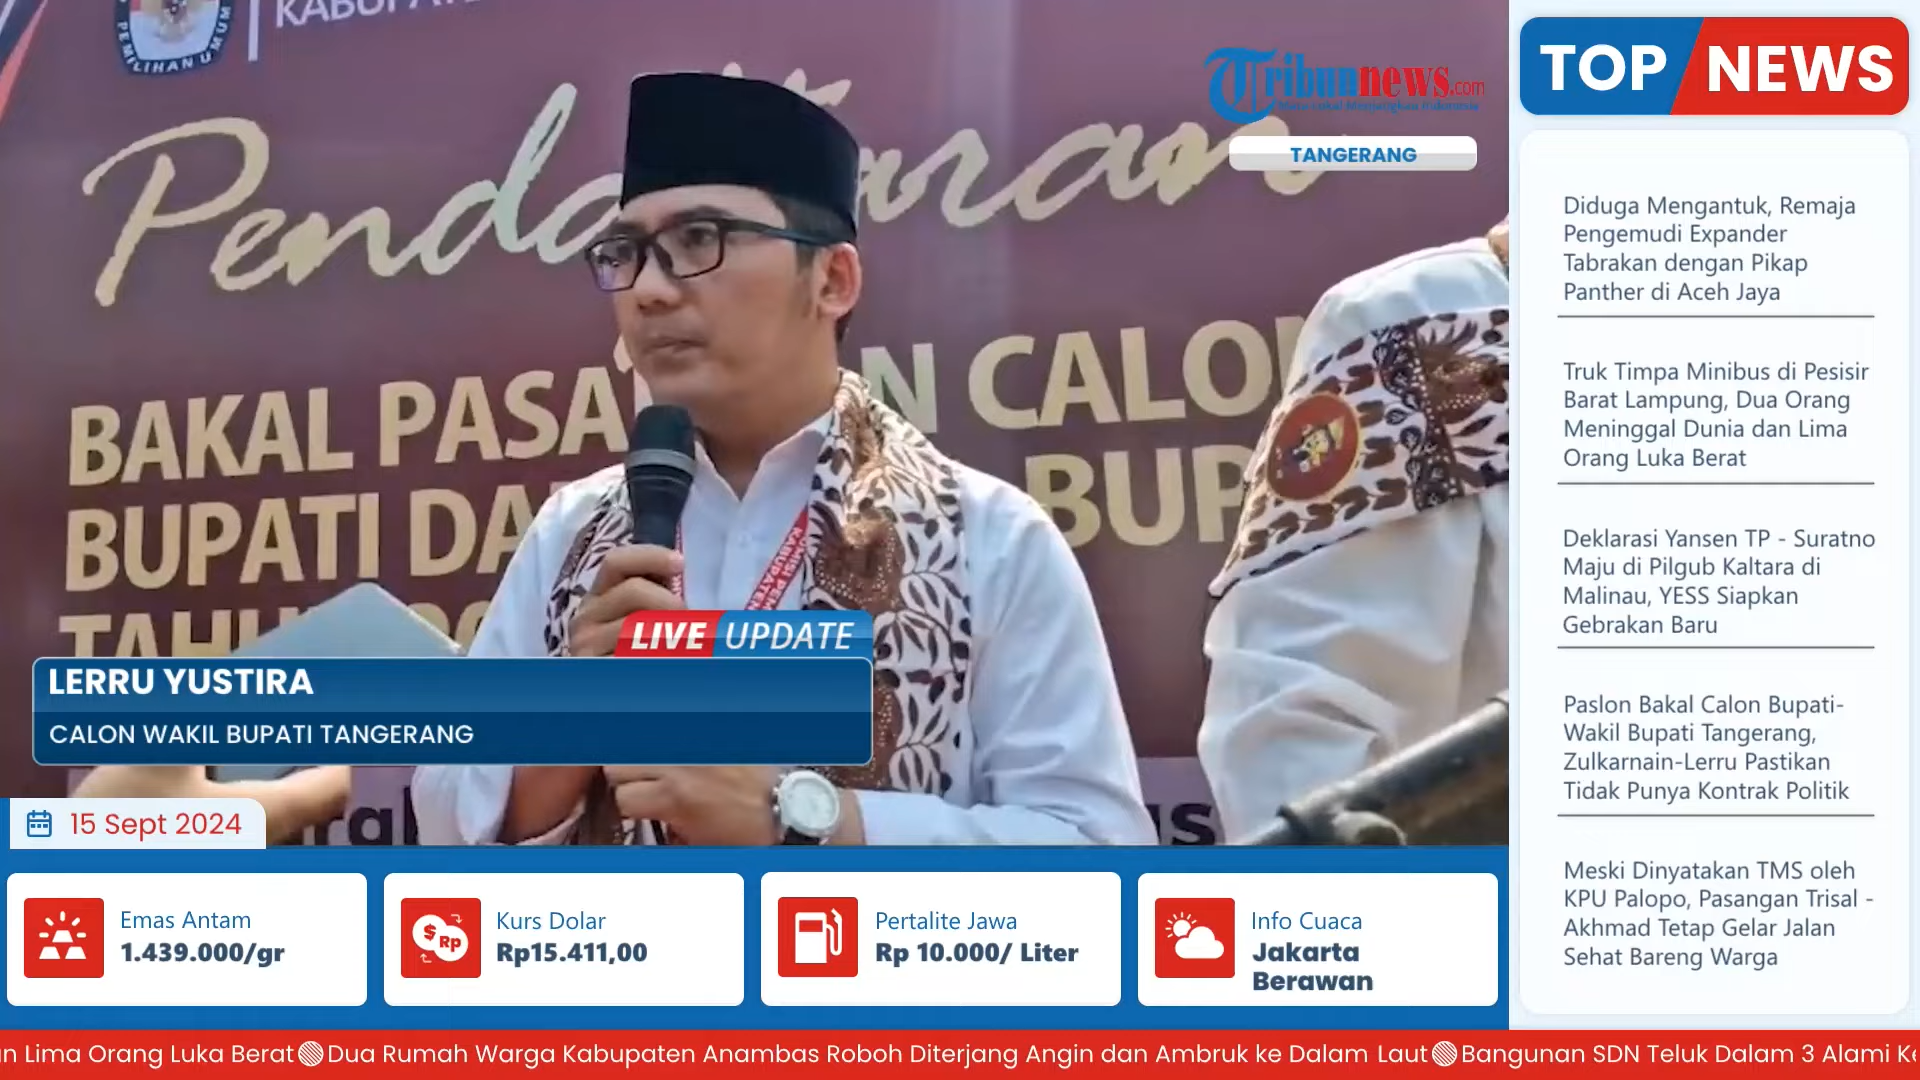 PEMILIHAN UMUM
Tribunnews.com
Mata Lokal Menjangkau Indonesia
TANGERANG
BAKAL
BUPATI
LIVE UPDATE
LERRU YUSTIRA
CALON WAKIL BUPATI TANGERANG
15 Sept 2024
Emas Antam
1.439.000/gr
Kurs Dolar
Rp15.411,00
Pertalite Jawa
Rp 10.000/ Liter
Info Cuaca
Jakarta
Berawan
TOP NEWS
Diduga Mengantuk, Remaja
Pengemudi Expander
Tabrakan dengan Pikap
Panther di Aceh Jaya
Truk Timpa Minibus di Pesisir
Barat Lampung, Dua Orang
Meninggal Dunia dan Lima
Orang Luka Berat
Deklarasi Yansen TP - Suratno
Maju di Pilgub Kaltara di
Malinau, YESS Siapkan
Gebrakan Baru
Paslon Bakal Calon Bupati-
Wakil Bupati Tangerang,
Zulkarnain-Lerru Pastikan
Tidak Punya Kontrak Politik
Meski Dinyatakan TMS oleh
KPU Palopo, Pasangan Trisal -
Akhmad Tetap Gelar Jalan
Sehat Bareng Warga
Lima Orang Luka Berat Dua Rumah Warga Kabupaten Anambas Roboh Diterjang Angin dan Ambruk ke Dalam Laut Bangunan SDN Teluk Dalam 3 Alami